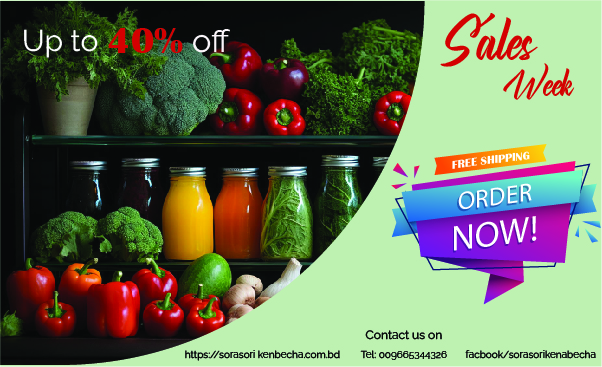 Up to 40% off
Sales
Week
FREE SHIPPING
ORDER
NOW!
Contact us on
https://sorasori kenbecha.com.bd Tel: 009665344326 facbook/sorasorikenabecha